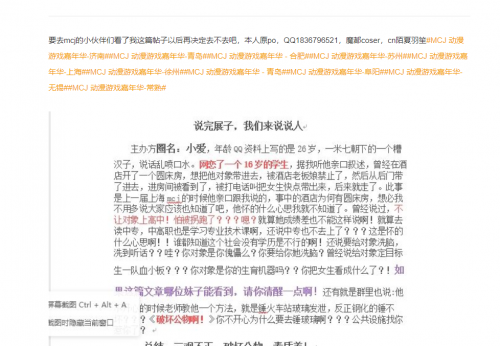 要去mcj的小伙伴们看了我这篇帖子以后再决定去不去吧，本人原po，QQ1836796521，魔都coser，cn陌夏羽笙#MCJ 动漫
游戏嘉年华-济南##MCJ 动漫游戏嘉年华-青岛##MCJ 动漫游戏嘉年华 - 合肥##MCJ 动漫游戏嘉年华-苏州##MCJ 动漫游戏嘉
年华-上海##MCJ 动漫游戏嘉年华-徐州##MCJ 动漫游戏嘉年华 - 青岛##MCJ 动漫游戏嘉年华-阜阳##MCJ 动漫游戏嘉年华-
无锡##MCJ 动漫游戏嘉年华-常熟#
说完展子，我们来说说人
主办方圈名：小爱，年龄 QQ 资料上写的是 26 岁，一米七朝下的一个糙
汉子，说话乱喷口水。网恋了一个 16 岁的学生，据我听他亲口叙述，曾经在酒
店开了一个圆床房，想把他对象带进去，被酒店老板娘禁止了，然后从后门带
了进去，进房间被看到了，被打电话叫把女生快点带出来，后来就走了。此事
是上一届上海 mcj 的时候他亲口跟我说的，事中的酒店为何有圆床房，想必我
不用多说大家应该也知道了吧，他怀的什么心思我就不知道了。曾经说过，不
让对象上高中！怕被拐跑了？？？呃？就算她成绩差也不能这样说啊！就算去
读中专，中高职也是学习专业技术课啊，还说中专也不去上了？？？这是怀的
什么心思啊！！谁都知道这个社会没有学历是不行的啊！还说要给对象洗脑，
洗到听话？？哇？你对象是你傀儡么？你要给你她洗脑？曾经说给对象定目标
生一队血小板？？？你对象是你的生育机器吗？？你把女生看成什么了？！如
果这篇文章哪位妹子能看到，请你清醒一点啊！还有就是群里也说:他
的时候老师教他一个方法，就是锤火车站玻璃发泄，反正钢化的锤不
？？《破坏公物啊！》你不开心为什么要去锤玻璃啊？？？公共设施找你
屏幕截图 Ctrl + Alt + A
截图时隐藏当前窗口